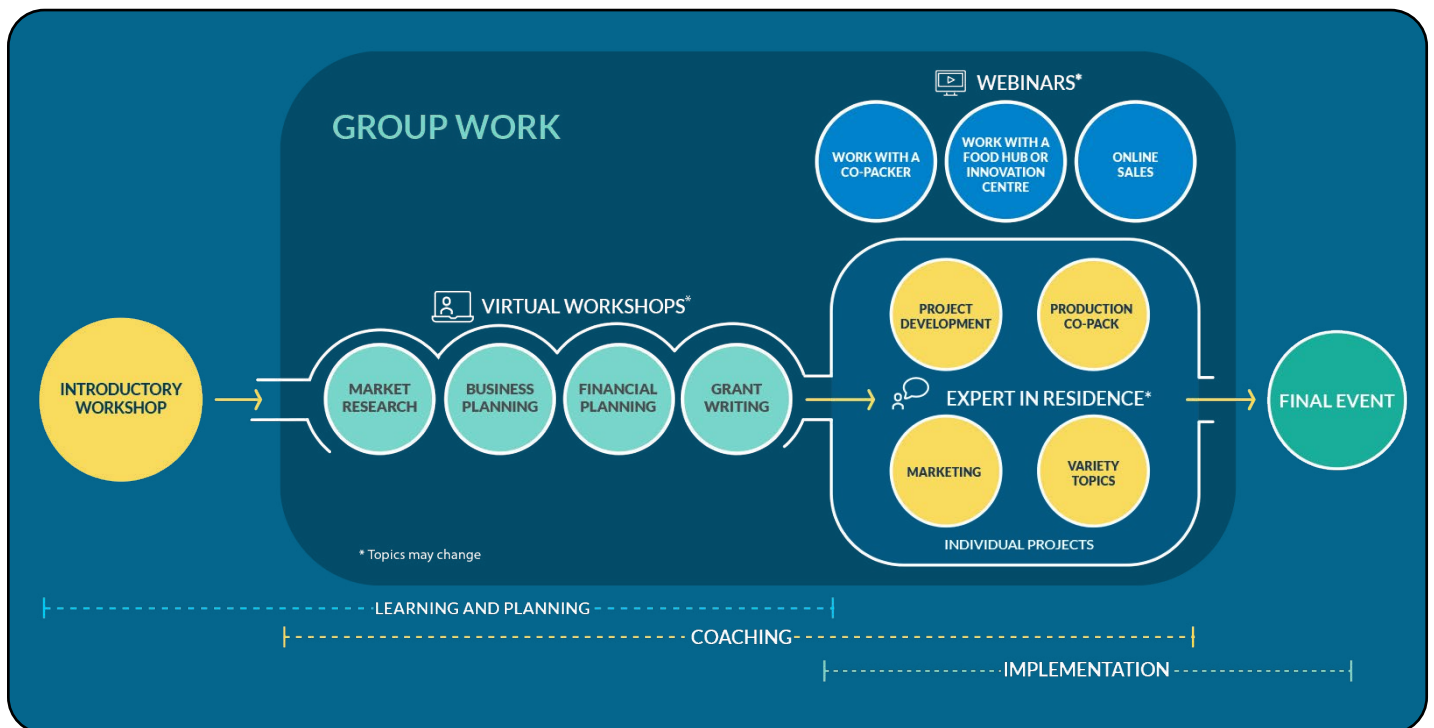 WEBINARS*
GROUP WORK
WORK WITH A
CO-PACKER
WORK WITH A
FOOD HUB OR
INNOVATION
CENTRE
ONLINE
SALES
VIRTUAL WORKSHOPS*
INTRODUCTORY
WORKSHOP
MARKET
RESEARCH
BUSINESS
PLANNING
FINANCIAL
PLANNING
GRANT
WRITING
PROJECT
DEVELOPMENT
PRODUCTION
CO-PACK
EXPERT IN RESIDENCE*
MARKETING
VARIETY
TOPICS
INDIVIDUAL PROJECTS
FINAL EVENT
* Topics may change
LEARNING AND PLANNING
COACHING
IMPLEMENTATION